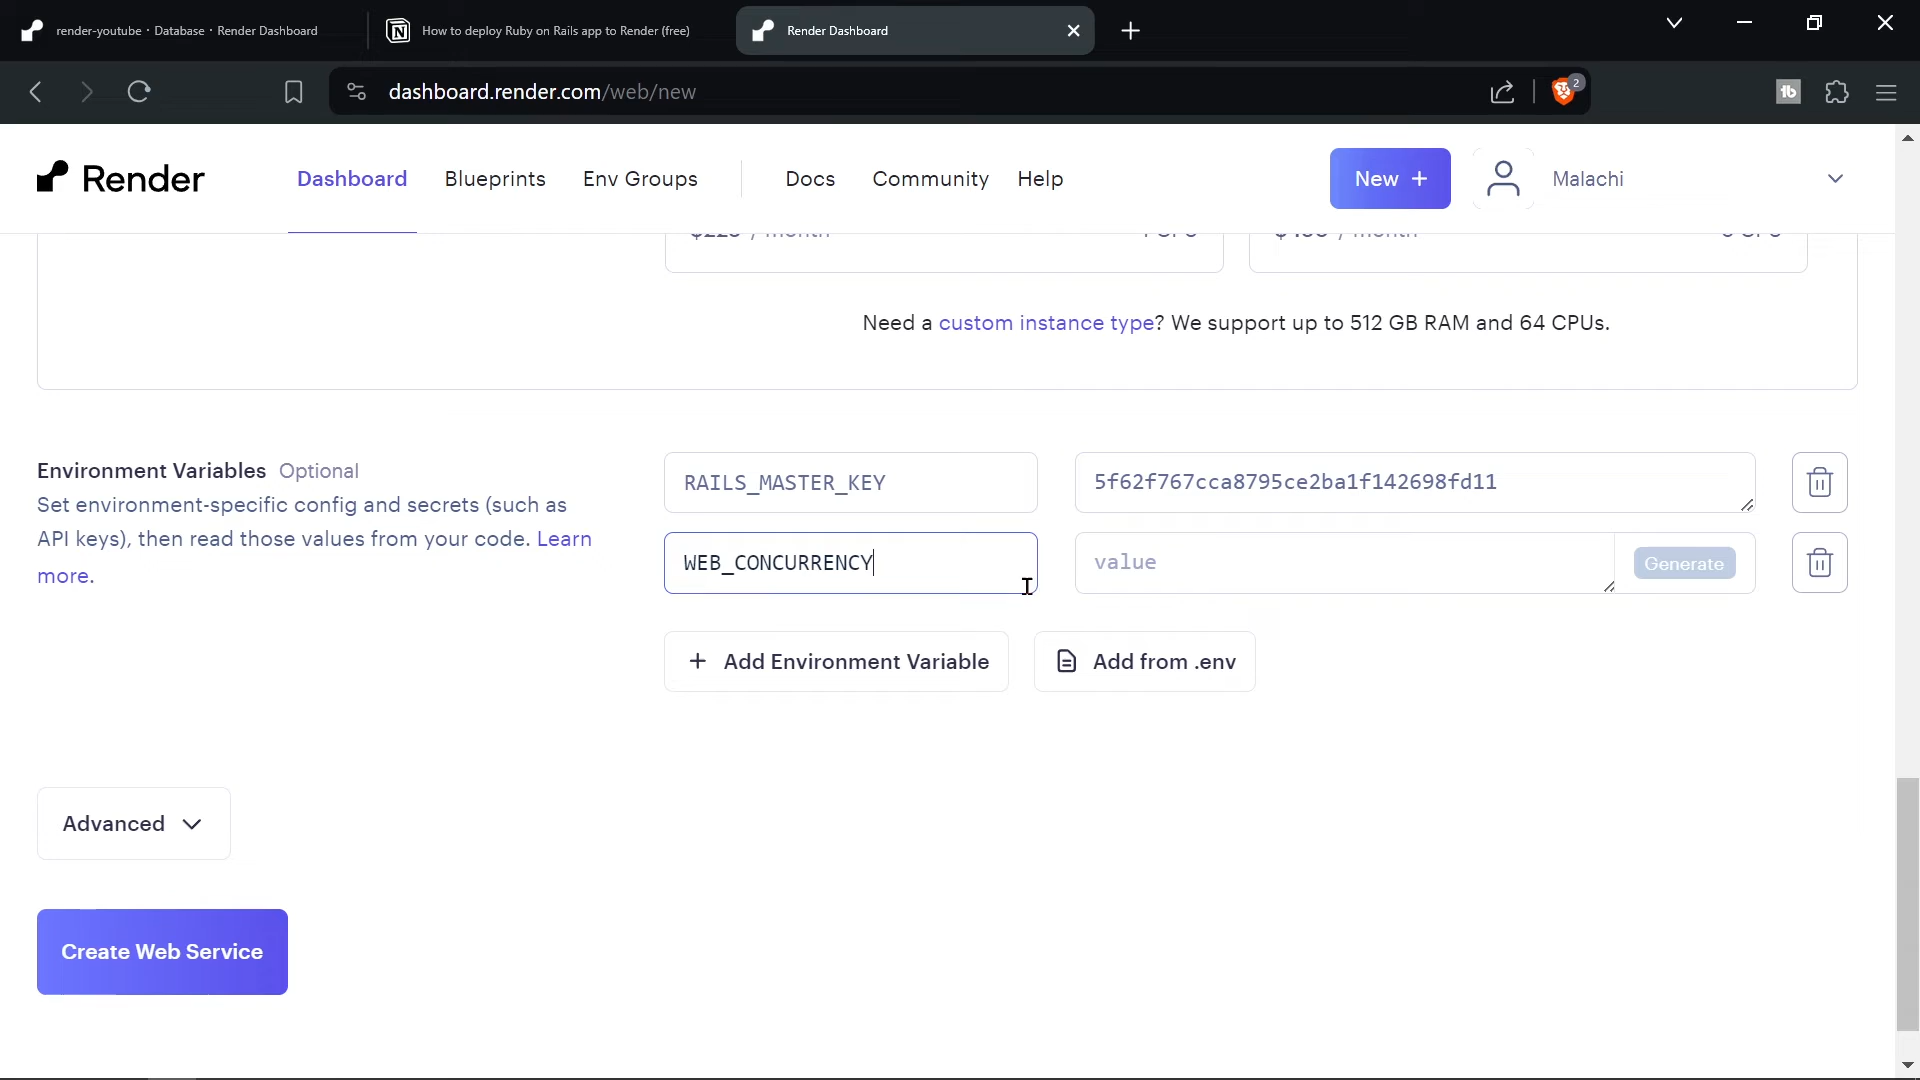 render-youtube · Database · Render Dashboard
How to deploy Ruby on Rails app to Render (free)
Render Dashboard
dashboard.render.com/web/new
2
Render
Dashboard
Blueprints
Env Groups
Docs
Community
Help
New +
Malachi
Need a custom instance type? We support up to 512 GB RAM and 64 CPUs.
Environment Variables Optional
Set environment-specific config and secrets (such as
API keys), then read those values from your code. Learn
more.
RAILS_MASTER_KEY
5f62f767cca8795ce2ba1f142698fd11
WEB_CONCURRENCY
value
Generate
+ Add Environment Variable
Add from .env
Advanced
Create Web Service